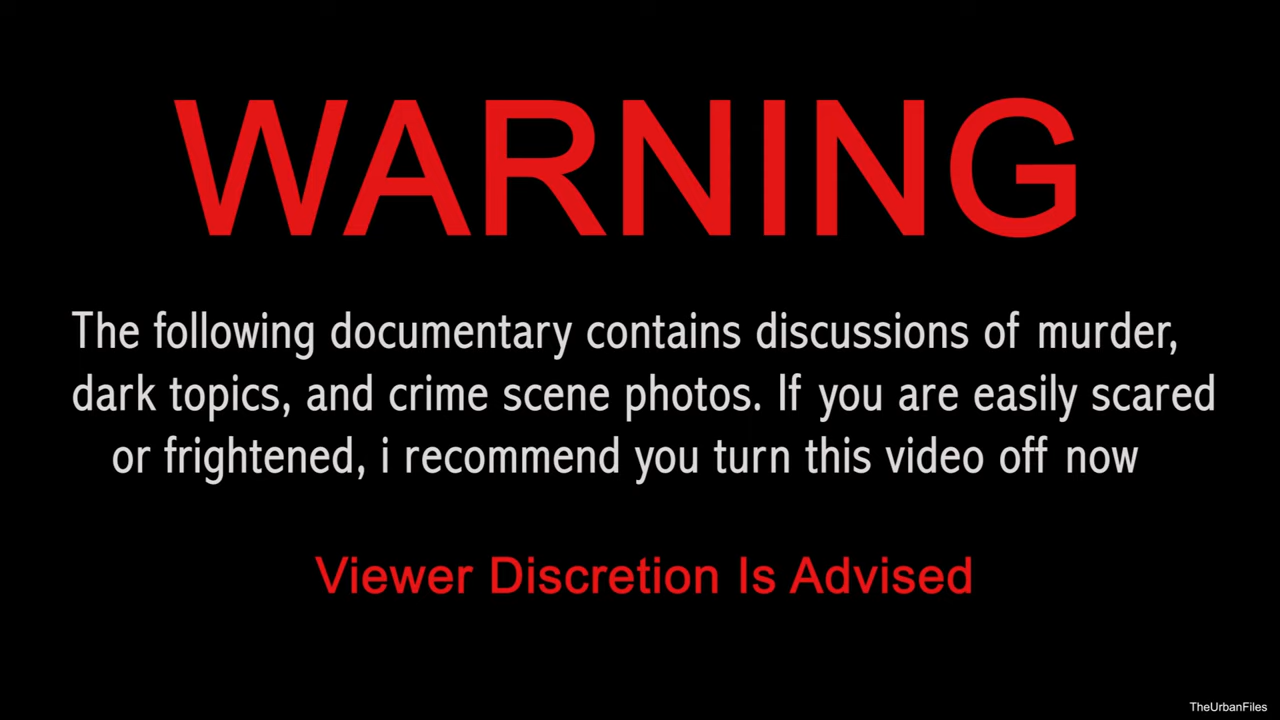 WARNING
The following documentary contains discussions of murder,
dark topics, and crime scene photos. If you are easily scared
or frightened, i recommend you turn this video off now
Viewer Discretion Is Advised
TheUrbanFiles